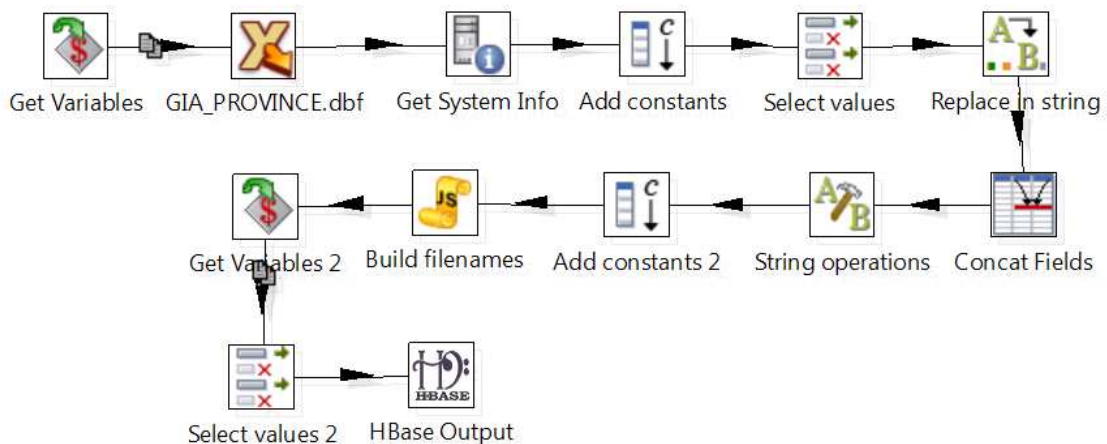 Get Variables
GIA_PROVINCE.dbf
Get System Info
Add constants
Select values
Replace in string
Get Variables 2
Build filenames
Add constants 2
String operations
Concat Fields
Select values 2
HBase Output
$
X
i
C
A
B
$
JS
C
A
B
H
HBASE